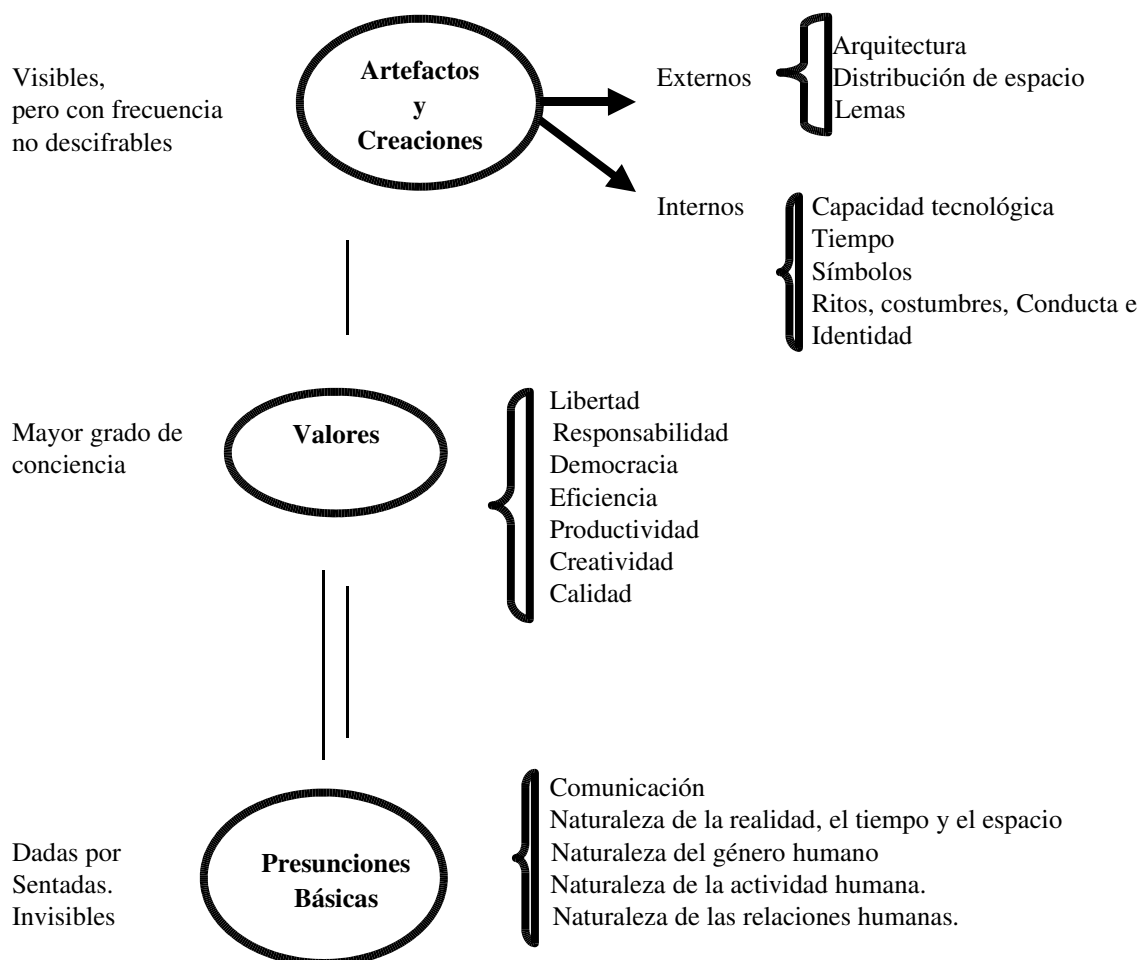 Visibles,
pero con frecuencia
no descifrables
Artefactos
y
Creaciones
Externos
Arquitectura
Distribución de espacio
Lemas
Internos
Capacidad tecnológica
Tiempo
Símbolos
Ritos, costumbres, Conducta e
Identidad
Mayor grado de
conciencia
Valores
Libertad
Responsabilidad
Democracia
Eficiencia
Productividad
Creatividad
Calidad
Dadas por
Sentadas.
Invisibles
Presunciones
Básicas
Comunicación
Naturaleza de la realidad, el tiempo y el espacio
Naturaleza del género humano
Naturaleza de la actividad humana.
Naturaleza de las relaciones humanas.